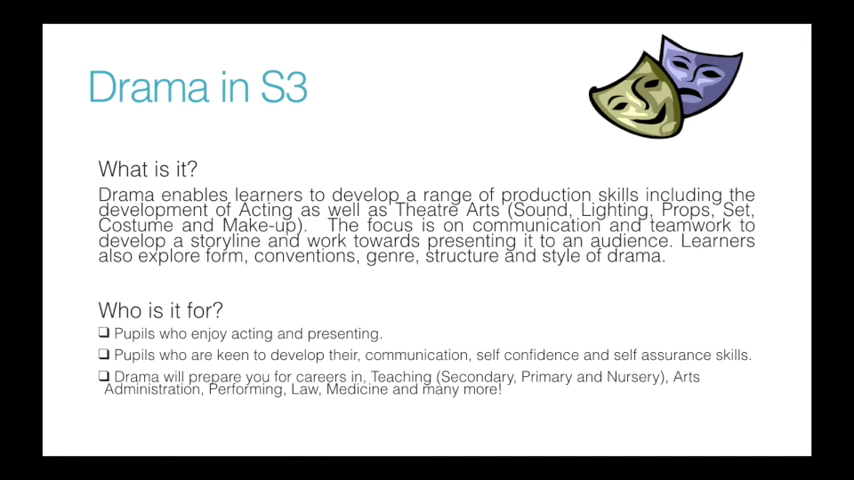 Drama in S3
What is it?
Drama enables learners to develop a range of production skills including the
development of Acting as well as Theatre Arts (Sound, Lighting, Props, Set,
Costume and Make-up). The focus is on communication and teamwork to
develop a storyline and work towards presenting it to an audience. Learners
also explore form, conventions, genre, structure and style of drama.
Who is it for?
❑ Pupils who enjoy acting and presenting.
❑ Pupils who are keen to develop their, communication, self confidence and self assurance skills.
❑ Drama will prepare you for careers in, Teaching (Secondary, Primary and Nursery), Arts
Administration, Performing, Law, Medicine and many more!